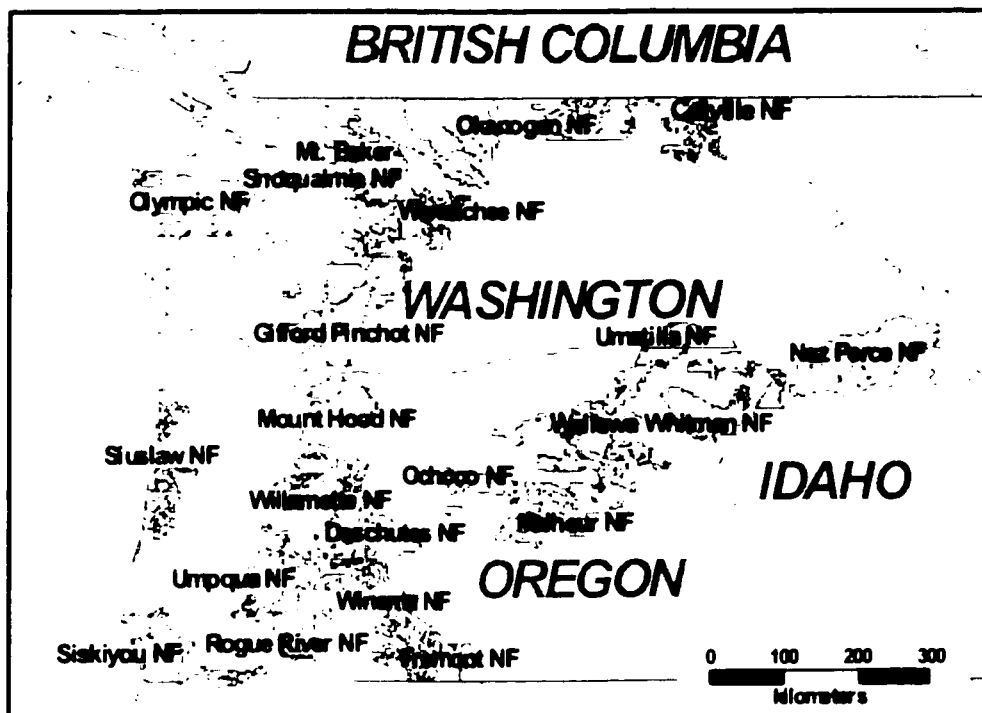 BRITISH COLUMBIA
Okanogan NF
Colville NF
Mt. Baker
Snoqualmie NF
Olympic NF
Wenatchee NF
WASHINGTON
Gifford Pinchot NF
Umatilla NF
Nez Perce NF
Mount Hood NF
Wallowa Whitman NF
Siuslaw NF
Ochoco NF
IDAHO
Willamette NF
Malheur NF
Deschutes NF
Umpqua NF
OREGON
Winema NF
Siskiyou NF
Rogue River NF
Fremont NF
0 100 200 300
kilometers